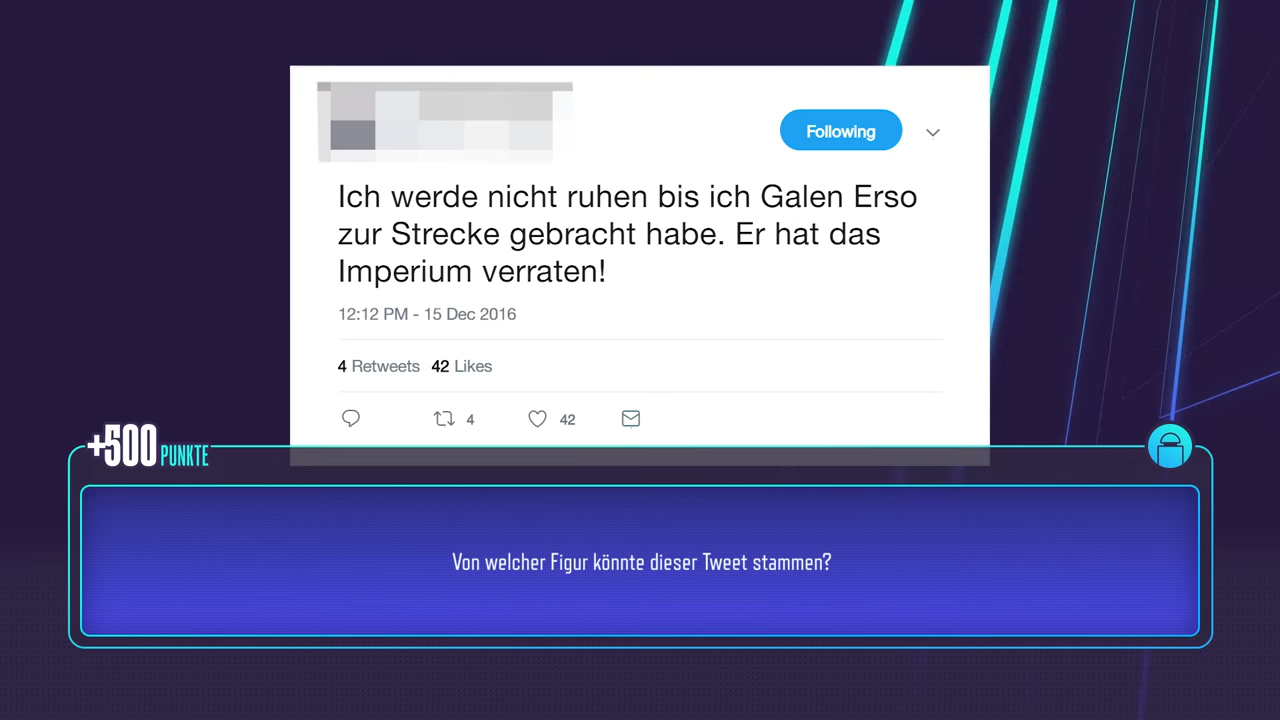 Following
Ich werde nicht ruhen bis ich Galen Erso
zur Strecke gebracht habe. Er hat das
Imperium verraten!
12:12 PM - 15 Dec 2016
4 Retweets 42 Likes
4 42
+500 PUNKTE
Von welcher Figur könnte dieser Tweet stammen?